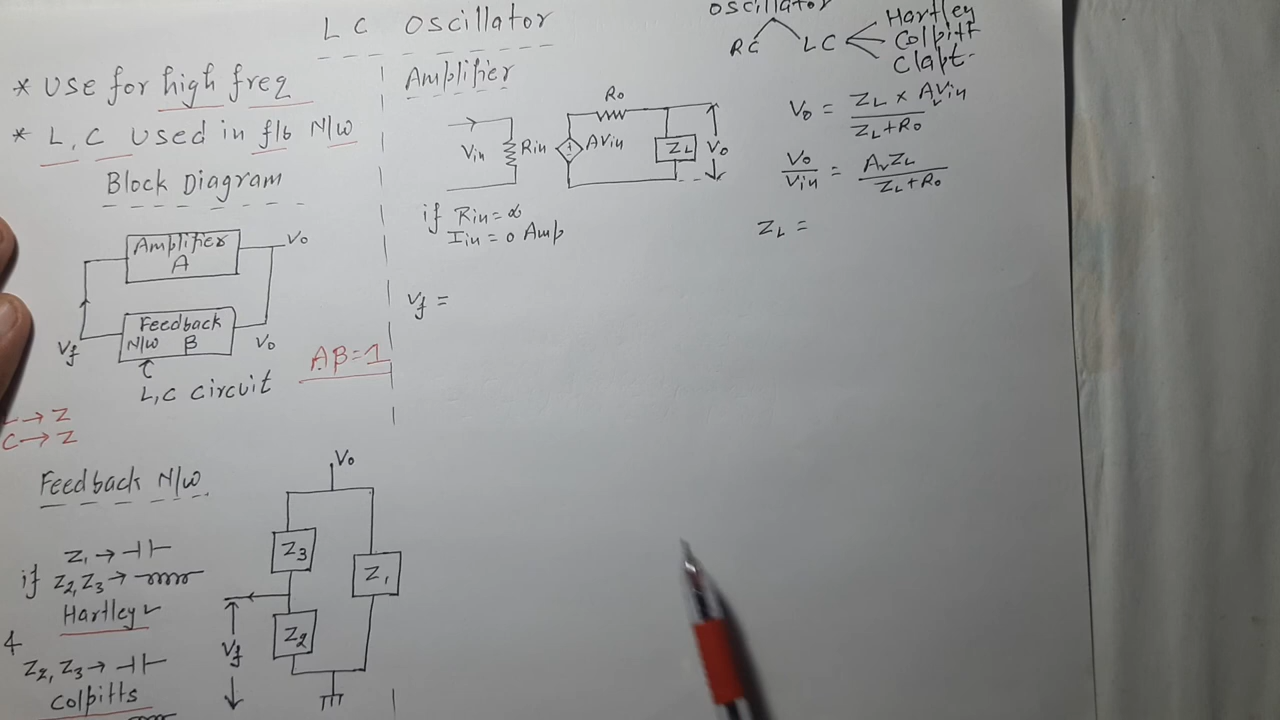 LC Oscillator
* Use for high freq
* L, C used in f/b N/W
Block Diagram
Amplifier
A
Vo
Feedback
N/W β
Vf
Vo
L,C circuit
Aβ=1
→ Z
C → Z
Feedback N/W
Z1 →
if Z2, Z3 →
Hartley
Z2, Z3 →
Colpitts
Vo
Z3
Z1
Z2
Vf
Amplifier
Vin
Rin
Ro
AVin
ZL
Vo
if Rin = ∞
Iin = 0 Amp
Vf =
Oscillator
RC
LC
Hartley
Colpitt
Clapt
Vo = ZL × AvVin / ZL+Ro
Vo / Vin = AvZL / ZL+Ro
ZL =